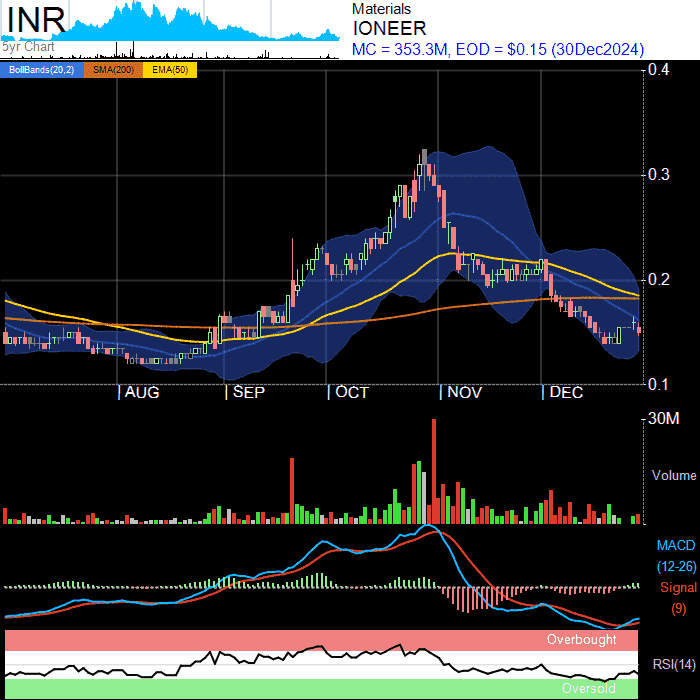 INR
5yr Chart
Materials
IONEER
MC = 353.3M, EOD = $0.15 (30Dec2024)
BollBands(20,2) SMA(200) EMA(50)
0.4
0.3
0.2
0.1
AUG SEP OCT NOV DEC
30M
Volume
MACD
(12-26)
Signal
(9)
Overbought
RSI(14)
Oversold